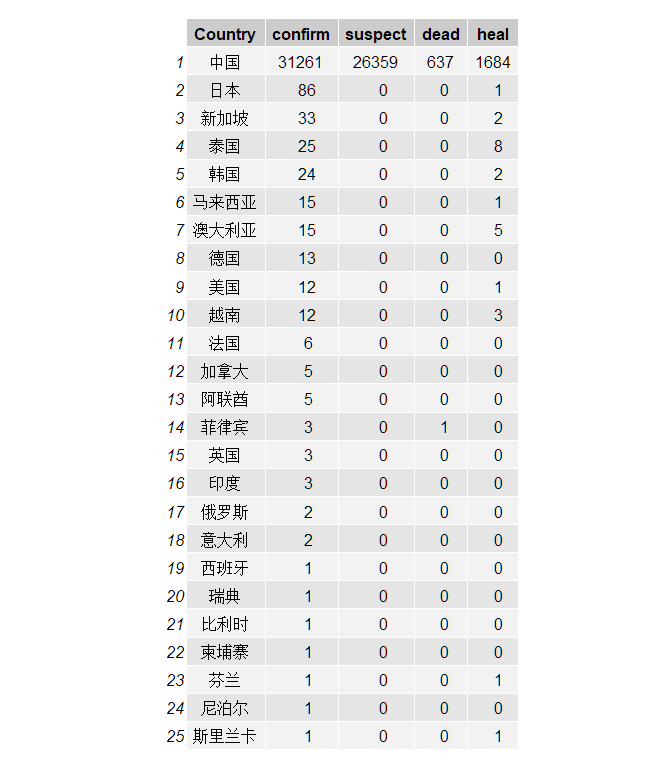 Country confirm suspect dead heal
1 中国 31261 26359 637 1684
2 日本 86 0 0 1
3 新加坡 33 0 0 2
4 泰国 25 0 0 8
5 韩国 24 0 0 2
6 马来西亚 15 0 0 1
7 澳大利亚 15 0 0 5
8 德国 13 0 0 0
9 美国 12 0 0 1
10 越南 12 0 0 3
11 法国 6 0 0 0
12 加拿大 5 0 0 0
13 阿联酋 5 0 0 0
14 菲律宾 3 0 1 0
15 英国 3 0 0 0
16 印度 3 0 0 0
17 俄罗斯 2 0 0 0
18 意大利 2 0 0 0
19 西班牙 1 0 0 0
20 瑞典 1 0 0 0
21 比利时 1 0 0 0
22 柬埔寨 1 0 0 0
23 芬兰 1 0 0 1
24 尼泊尔 1 0 0 0
25 斯里兰卡 1 0 0 1